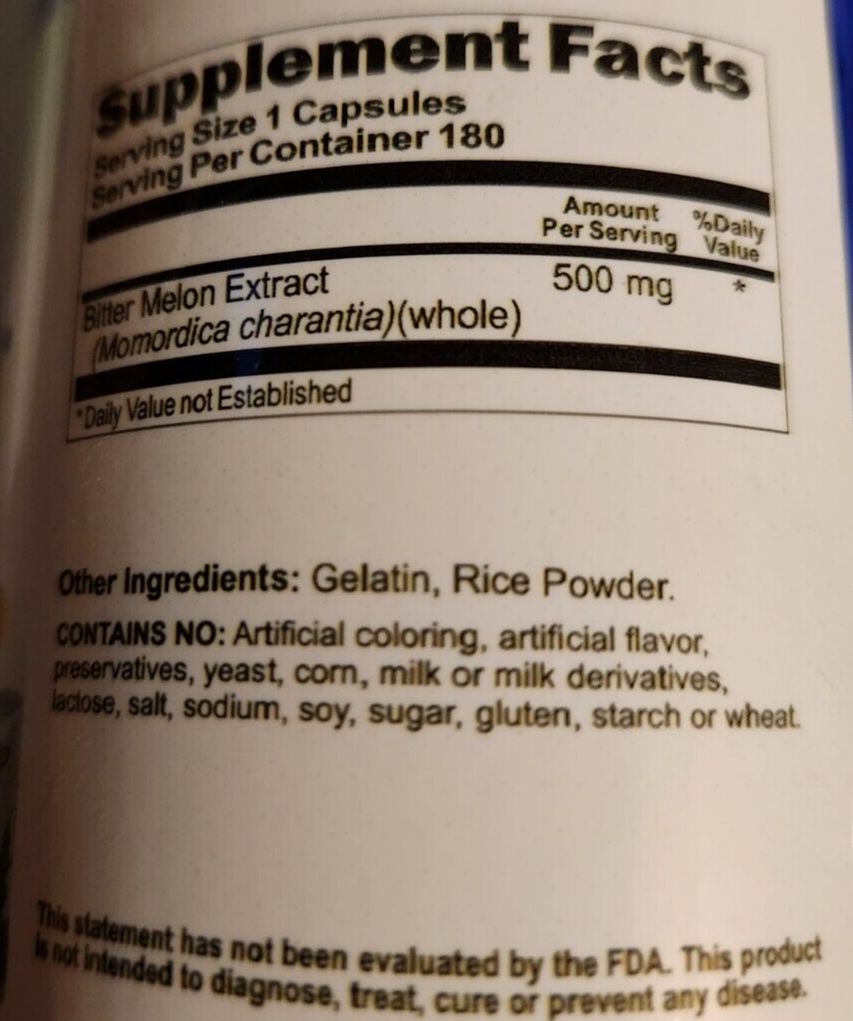 Supplement Facts
Serving Size 1 Capsules
Serving Per Container 180
Amount Per Serving
%Daily Value
Bitter Melon Extract 500 mg *
(Momordica charantia)(whole)
*Daily Value not Established
Other Ingredients: Gelatin, Rice Powder.
CONTAINS NO: Artificial coloring, artificial flavor,
preservatives, yeast, corn, milk or milk derivatives,
lactose, salt, sodium, soy, sugar, gluten, starch or wheat.
This statement has not been evaluated by the FDA. This product
is not intended to diagnose, treat, cure or prevent any disease.